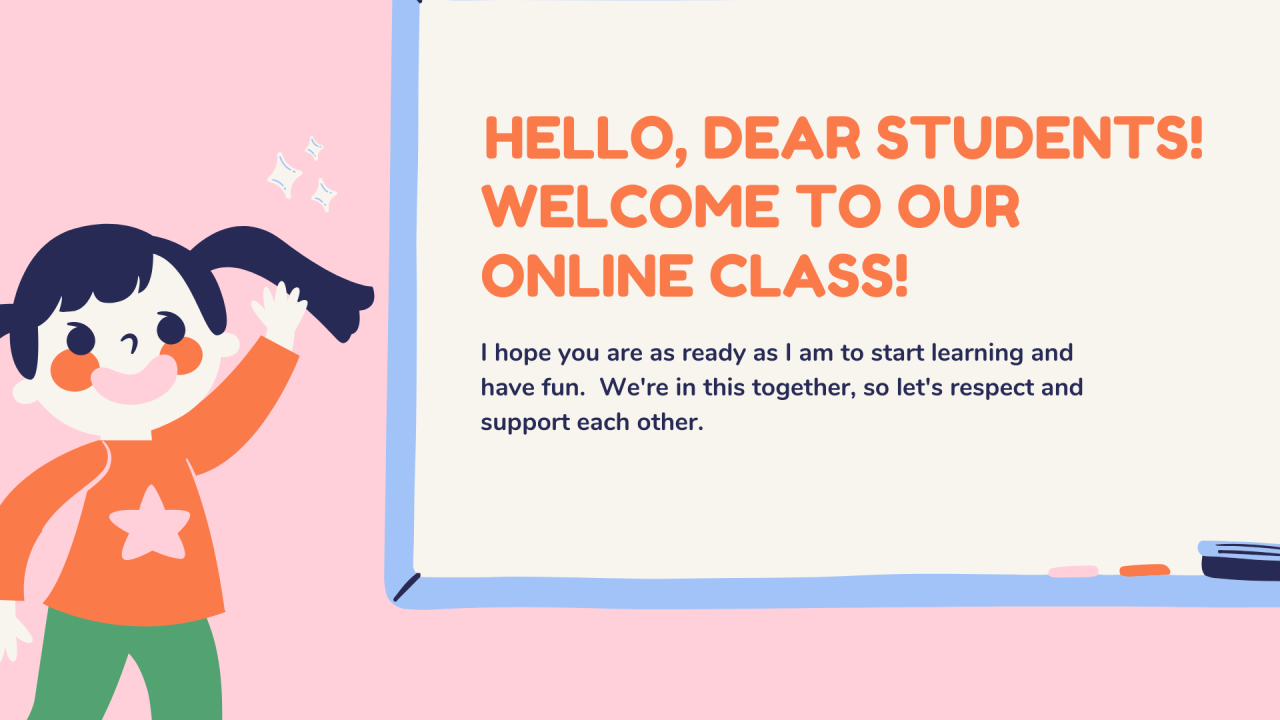 HELLO, DEAR STUDENTS!
WELCOME TO OUR
ONLINE CLASS!
I hope you are as ready as I am to start learning and
have fun.  We're in this together, so let's respect and
support each other.